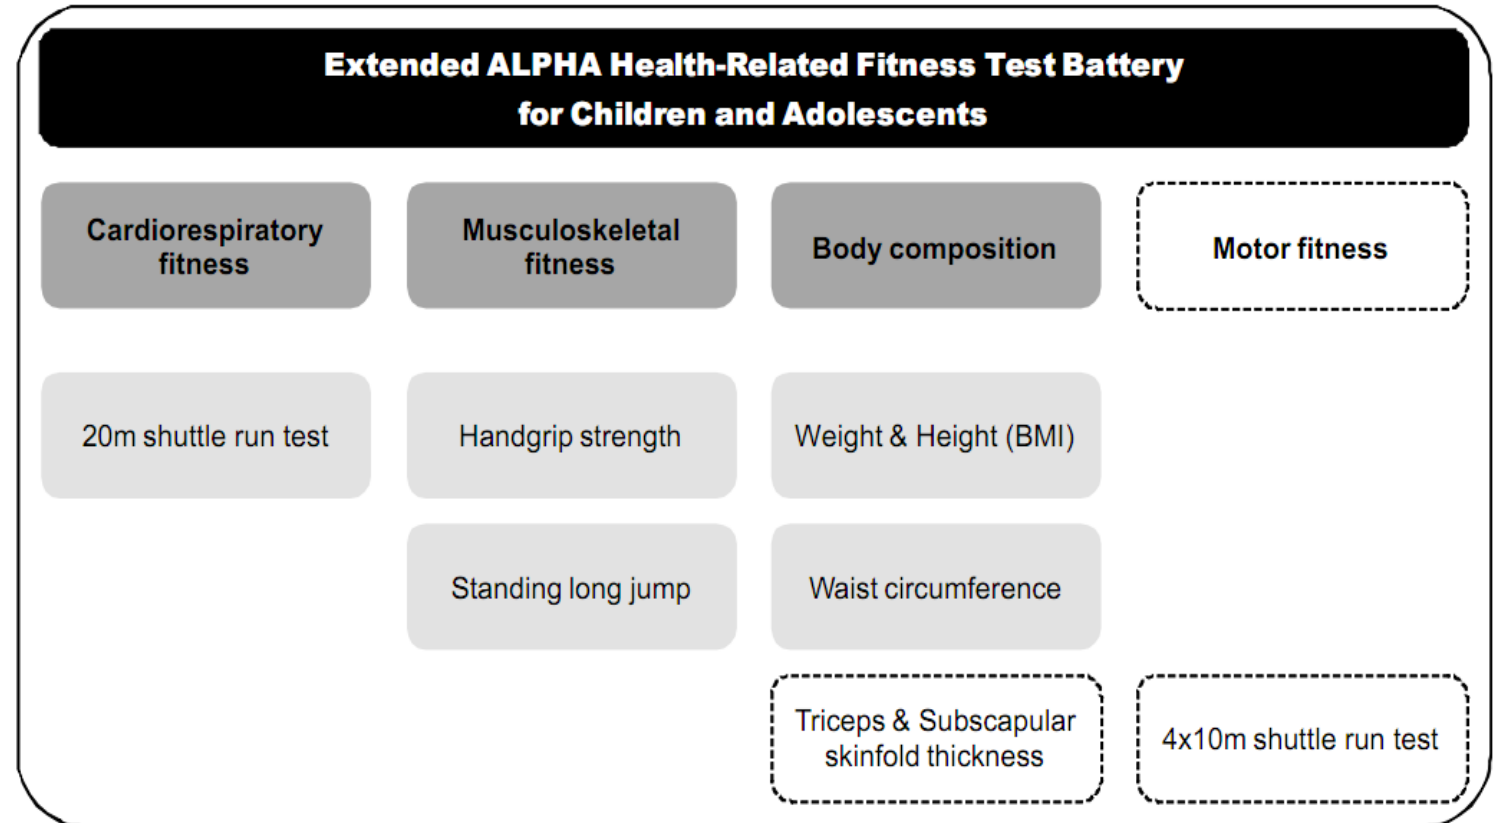 Extended ALPHA Health-Related Fitness Test Battery
for Children and Adolescents
Cardiorespiratory
fitness
Musculoskeletal
fitness
Body composition
Motor fitness
20m shuttle run test
Handgrip strength
Weight & Height (BMI)
Standing long jump
Waist circumference
Triceps & Subscapular
skinfold thickness
4x10m shuttle run test